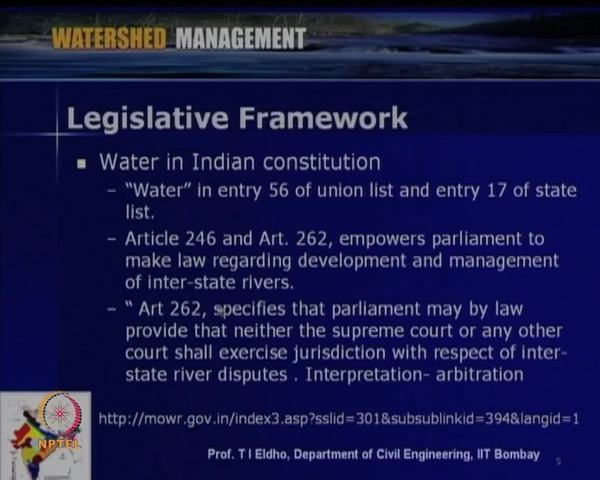 WATERSHED MANAGEMENT
Legislative Framework
Water in Indian constitution
– “Water” in entry 56 of union list and entry 17 of state
list.
– Article 246 and Art. 262, empowers parliament to
make law regarding development and management
of inter-state rivers.
– “ Art 262, specifies that parliament may by law
provide that neither the supreme court or any other
court shall exercise jurisdiction with respect of inter-
state river disputes . Interpretation- arbitration
http://mowr.gov.in/index3.asp?sslid=301&subsublinkid=394&langid=1
NPTEL
Prof. T I Eldho, Department of Civil Engineering, IIT Bombay
5